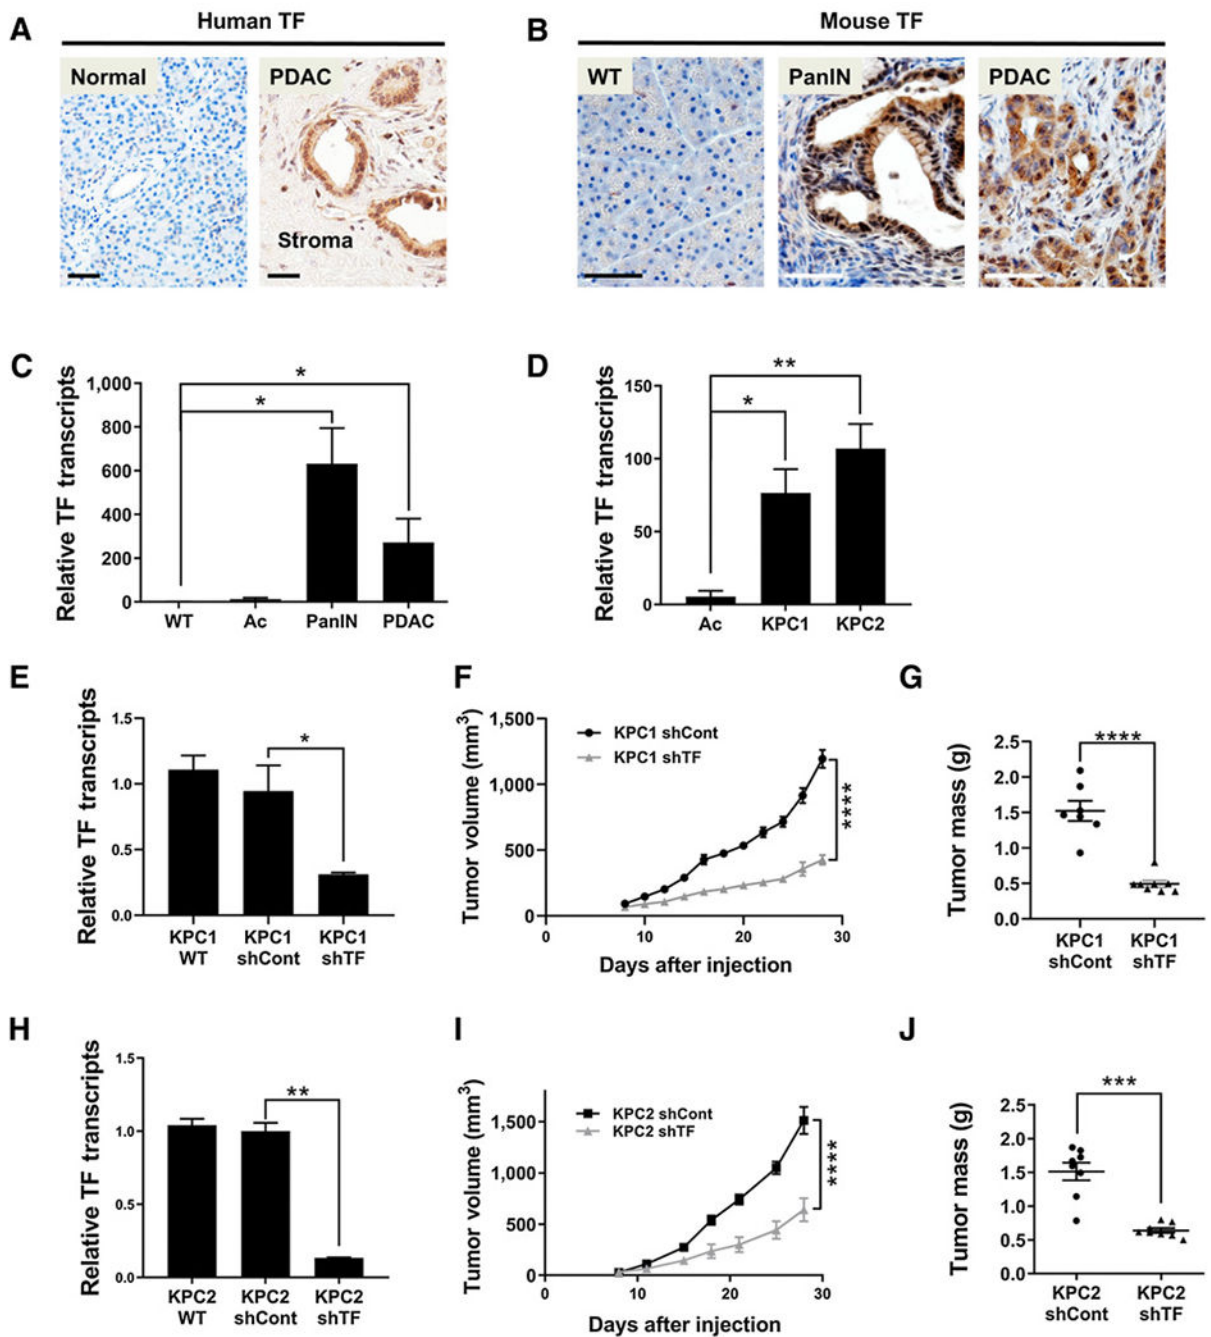 A
Human TF
Normal
PDAC
Stroma
B
Mouse TF
WT
PanIN
PDAC
C
Relative TF transcripts
1,000
800
600
400
200
0
*
*
WT
Ac
PanIN
PDAC
D
Relative TF transcripts
150
100
50
0
**
*
Ac
KPC1
KPC2
E
Relative TF transcripts
1.5
1.0
0.5
0.0
*
KPC1
WT
KPC1
shCont
KPC1
shTF
F
Tumor volume (mm3)
1,500
1,000
500
0
KPC1 shCont
KPC1 shTF
****
0
10
20
30
Days after injection
G
Tumor mass (g)
2.5
2.0
1.5
1.0
0.5
0.0
****
KPC1
shCont
KPC1
shTF
H
Relative TF transcripts
1.5
1.0
0.5
0.0
**
KPC2
WT
KPC2
shCont
KPC2
shTF
I
Tumor volume (mm3)
1,500
1,000
500
0
KPC2 shCont
KPC2 shTF
****
0
10
20
30
Days after injection
J
Tumor mass (g)
2.5
2.0
1.5
1.0
0.5
0.0
***
KPC2
shCont
KPC2
shTF